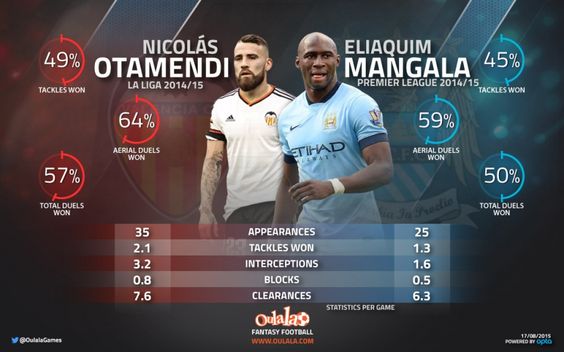 NICOLÁS
OTAMENDI
LA LIGA 2014/15
ELIAQUIM
MANGALA
PREMIER LEAGUE 2014/15
49%
TACKLES WON
64%
AERIAL DUELS
WON
57%
TOTAL DUELS
WON
45%
TACKLES WON
59%
AERIAL DUELS
WON
50%
TOTAL DUELS
WON
ETIHAD
AIRWAYS
35 APPEARANCES 25
2.1 TACKLES WON 1.3
3.2 INTERCEPTIONS 1.6
0.8 BLOCKS 0.5
7.6 CLEARANCES 6.3
STATISTICS PER GAME
Oulala
FANTASY FOOTBALL
WWW.OULALA.COM
@OulalaGames
17/08/2015
POWERED BY opta